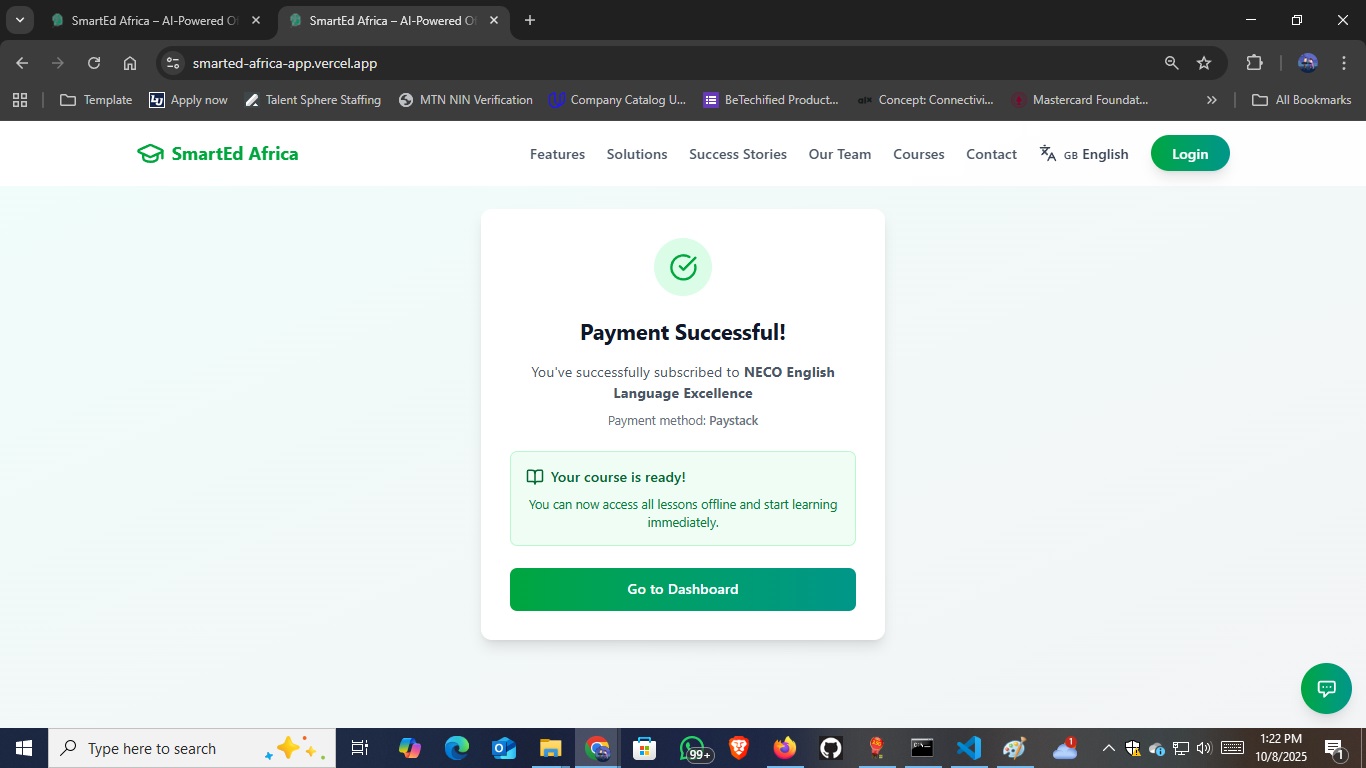 SmartEd Africa – AI-Powered O
SmartEd Africa – AI-Powered O
smarted-africa-app.vercel.app
Template
Apply now
Talent Sphere Staffing
MTN NIN Verification
Company Catalog U...
BeTechified Product...
Concept: Connectivi...
Mastercard Foundat...
All Bookmarks
SmartEd Africa
Features
Solutions
Success Stories
Our Team
Courses
Contact
GB English
Login
Payment Successful!
You've successfully subscribed to NECO English
Language Excellence
Payment method: Paystack
Your course is ready!
You can now access all lessons offline and start learning
immediately.
Go to Dashboard
Type here to search
99+
1
1:22 PM
10/8/2025
1